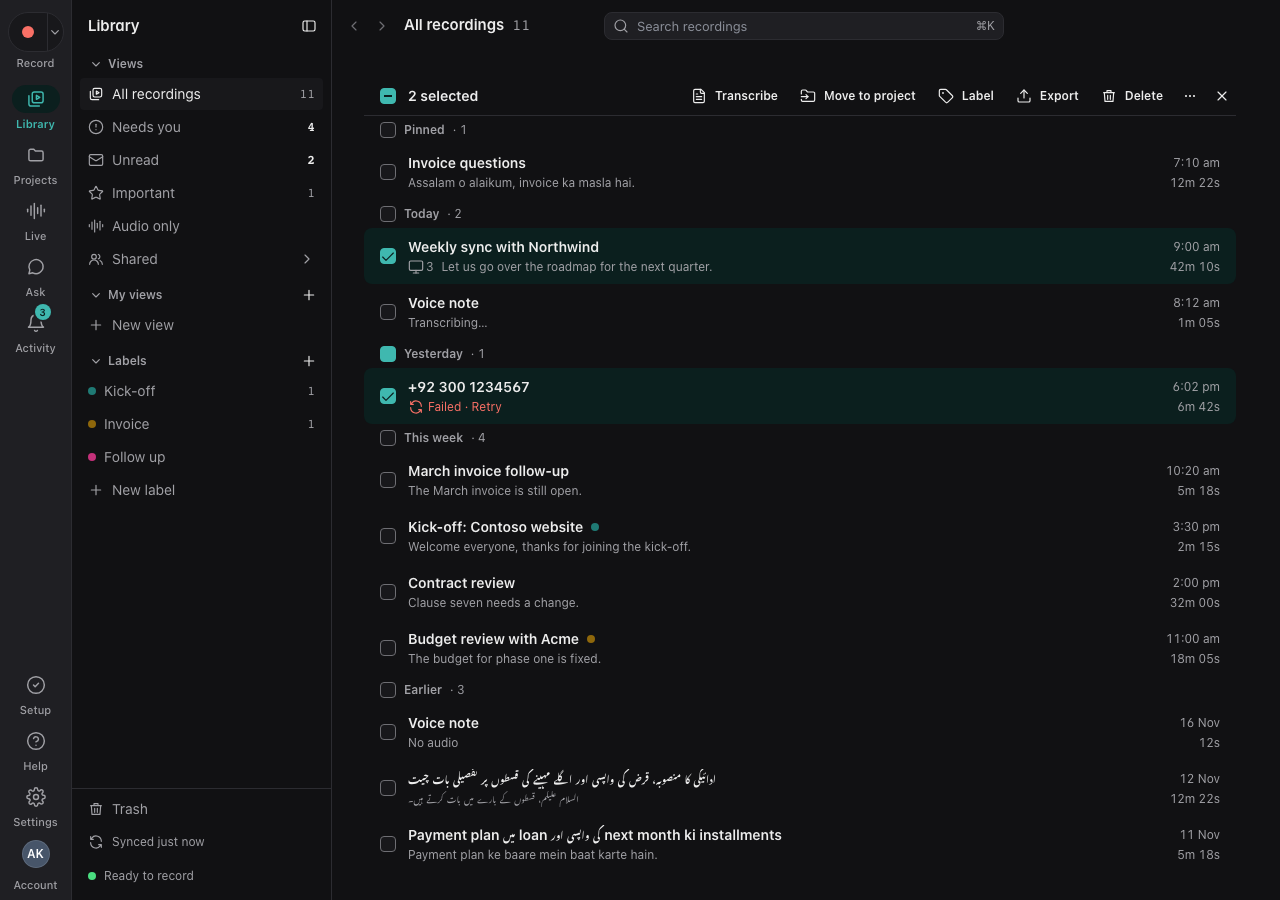 Record
Library
Projects
Live
Ask
3
Activity
Setup
Help
Settings
AK
Account
Library
Views
All recordings 11
Needs you 4
Unread 2
Important 1
Audio only
Shared
My views
New view
Labels
Kick-off 1
Invoice 1
Follow up
New label
Trash
Synced just now
Ready to record
All recordings 11
Search recordings ⌘K
2 selected Transcribe Move to project Label Export Delete
Pinned · 1
Invoice questions 7:10 am
Assalam o alaikum, invoice ka masla hai. 12m 22s
Today · 2
Weekly sync with Northwind 9:00 am
3 Let us go over the roadmap for the next quarter. 42m 10s
Voice note 8:12 am
Transcribing... 1m 05s
Yesterday · 1
+92 300 1234567 6:02 pm
Failed · Retry 6m 42s
This week · 4
March invoice follow-up 10:20 am
The March invoice is still open. 5m 18s
Kick-off: Contoso website 3:30 pm
Welcome everyone, thanks for joining the kick-off. 2m 15s
Contract review 2:00 pm
Clause seven needs a change. 32m 00s
Budget review with Acme 11:00 am
The budget for phase one is fixed. 18m 05s
Earlier · 3
Voice note 16 Nov
No audio 12s
ادائیگی کا منصوبہ، قرض کی واپسی اور اگلے مہینے کی قسطوں پر تفصیلی بات چیت 12 Nov
السلام علیکم، قسطوں کے بارے میں بات کرتے ہیں۔ 12m 22s
Payment plan میں loan کی واپسی اور next month ki installments 11 Nov
Payment plan ke baare mein baat karte hain. 5m 18s